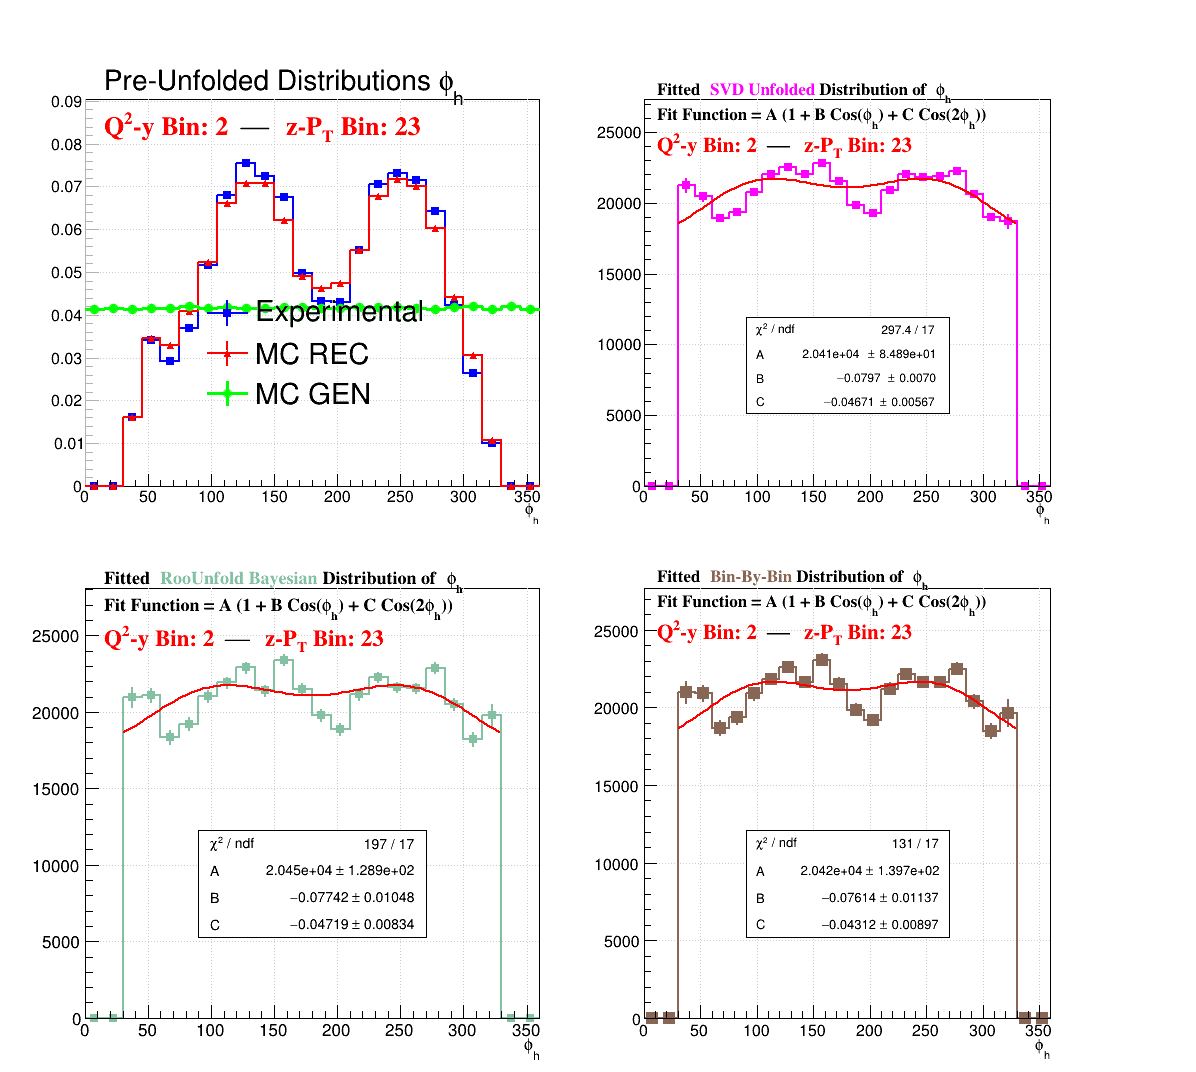 Pre-Unfolded Distributions ϕh
Q2-y Bin: 2 — z-PT Bin: 23
0.09
0.08
0.07
0.06
0.05
0.04
0.03
0.02
0.01
0
Experimental
MC REC
MC GEN
0 50 100 150 200 250 300 350
ϕh
Fitted SVD Unfolded Distribution of ϕh
Fit Function = A (1 + B Cos(ϕh) + C Cos(2ϕh))
Q2-y Bin: 2 — z-PT Bin: 23
25000
20000
15000
10000
5000
0
χ2 / ndf 297.4 / 17
A 2.041e+04 ± 8.489e+01
B −0.0797 ± 0.0070
C −0.04671 ± 0.00567
0 50 100 150 200 250 300 350
ϕh
Fitted RooUnfold Bayesian Distribution of ϕh
Fit Function = A (1 + B Cos(ϕh) + C Cos(2ϕh))
Q2-y Bin: 2 — z-PT Bin: 23
25000
20000
15000
10000
5000
0
χ2 / ndf 197 / 17
A 2.045e+04 ± 1.289e+02
B −0.07742 ± 0.01048
C −0.04719 ± 0.00834
0 50 100 150 200 250 300 350
ϕh
Fitted Bin-By-Bin Distribution of ϕh
Fit Function = A (1 + B Cos(ϕh) + C Cos(2ϕh))
Q2-y Bin: 2 — z-PT Bin: 23
25000
20000
15000
10000
5000
0
χ2 / ndf 131 / 17
A 2.042e+04 ± 1.397e+02
B −0.07614 ± 0.01137
C −0.04312 ± 0.00897
0 50 100 150 200 250 300 350
ϕh